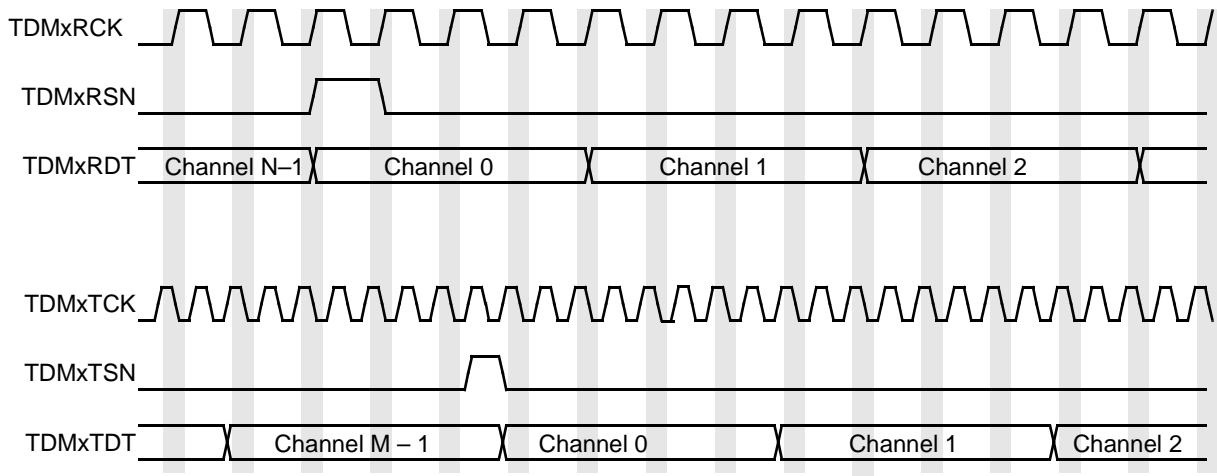 TDMxRCK
TDMxRSN
TDMxRDT Channel N–1 Channel 0 Channel 1 Channel 2
TDMxTCK
TDMxTSN
TDMxTDT Channel M – 1 Channel 0 Channel 1 Channel 2